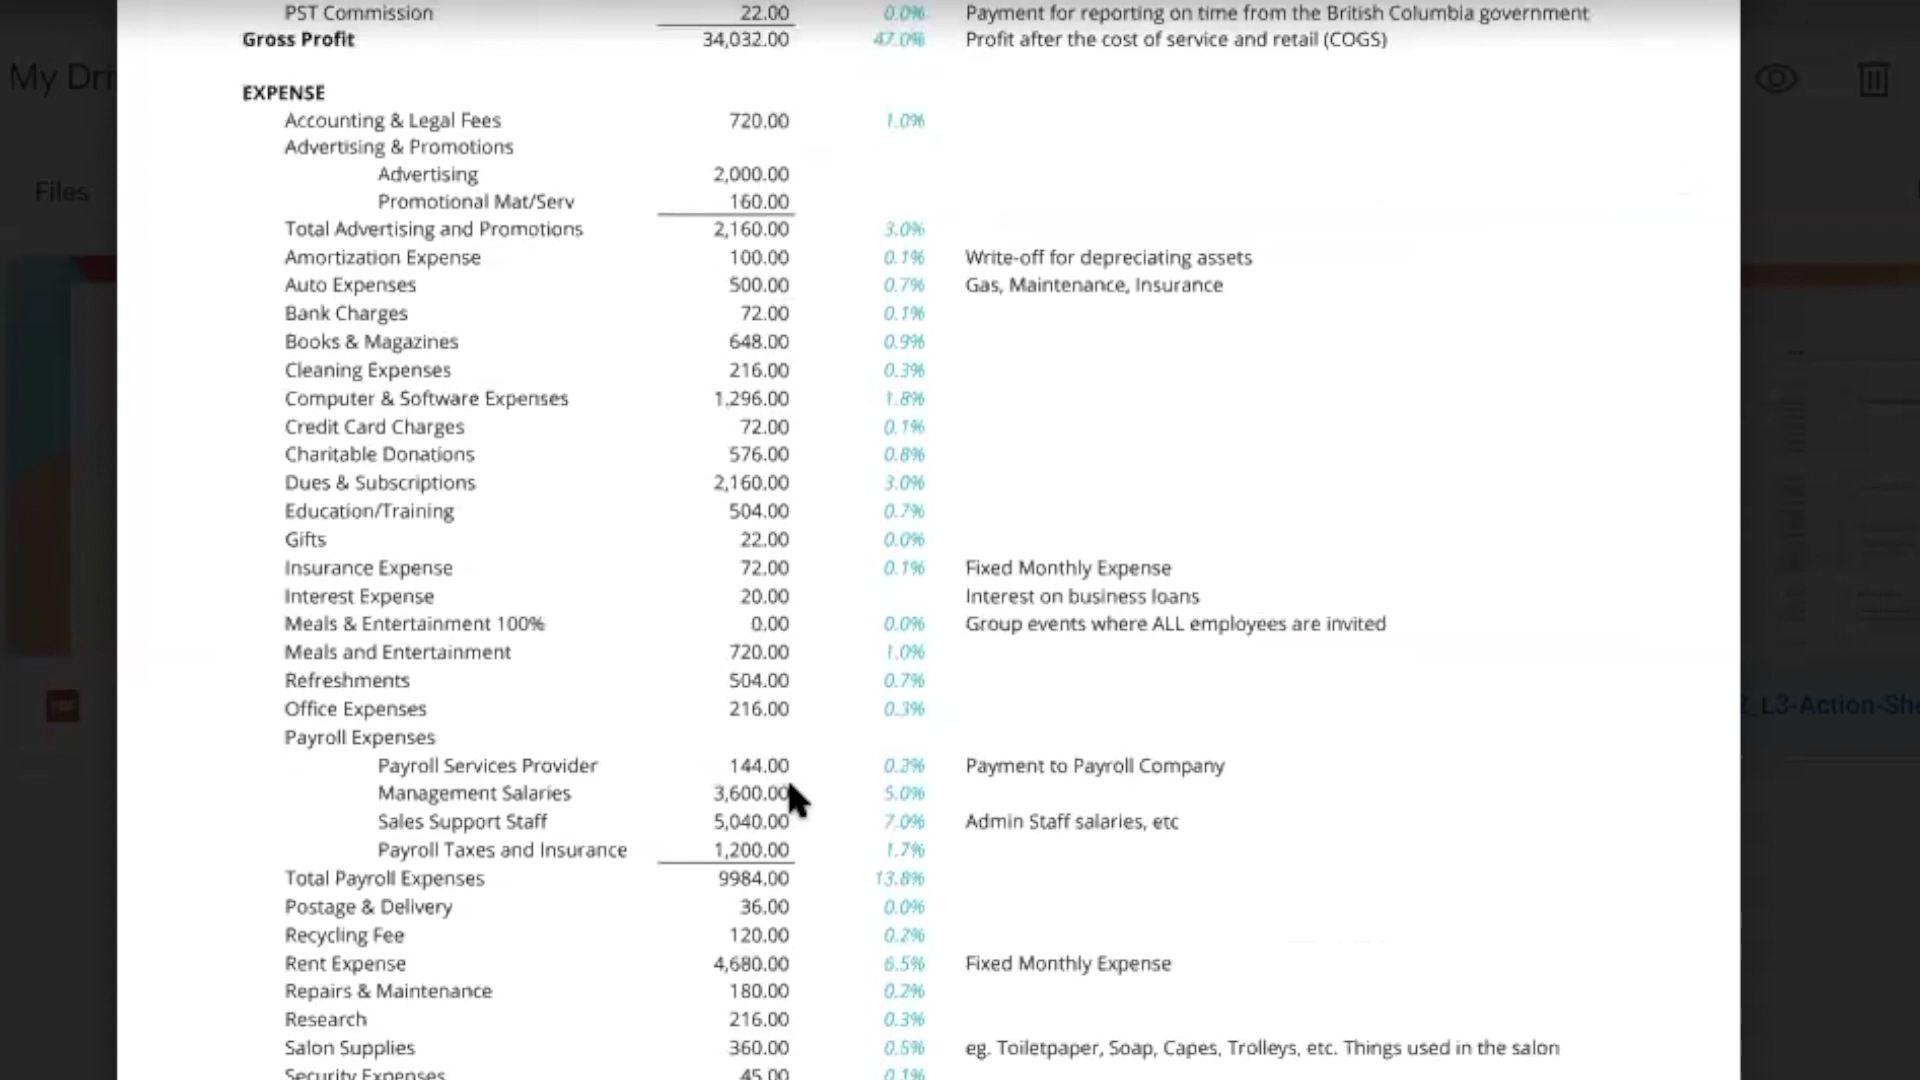 PST Commission 22.00 0.0% Payment for reporting on time from the British Columbia government
Gross Profit 34,032.00 47.0% Profit after the cost of service and retail (COGS)
My Dri
EXPENSE
Accounting & Legal Fees 720.00 1.0%
Advertising & Promotions
Advertising 2,000.00
Files
Promotional Mat/Serv 160.00
Total Advertising and Promotions 2,160.00 3.0%
Amortization Expense 100.00 0.1% Write-off for depreciating assets
Auto Expenses 500.00 0.7% Gas, Maintenance, Insurance
Bank Charges 72.00 0.1%
Books & Magazines 648.00 0.9%
Cleaning Expenses 216.00 0.3%
Computer & Software Expenses 1,296.00 1.8%
Credit Card Charges 72.00 0.1%
Charitable Donations 576.00 0.8%
Dues & Subscriptions 2,160.00 3.0%
Education/Training 504.00 0.7%
Gifts 22.00 0.0%
Insurance Expense 72.00 0.1% Fixed Monthly Expense
Interest Expense 20.00 Interest on business loans
Meals & Entertainment 100% 0.00 0.0% Group events where ALL employees are invited
Meals and Entertainment 720.00 1.0%
Refreshments 504.00 0.7%
Office Expenses 216.00 0.3%
_L3-Action-She
Payroll Expenses
Payroll Services Provider 144.00 0.2% Payment to Payroll Company
Management Salaries 3,600.00 5.0%
Sales Support Staff 5,040.00 7.0% Admin Staff salaries, etc
Payroll Taxes and Insurance 1,200.00 1.7%
Total Payroll Expenses 9984.00 13.8%
Postage & Delivery 36.00 0.0%
Recycling Fee 120.00 0.2%
Rent Expense 4,680.00 6.5% Fixed Monthly Expense
Repairs & Maintenance 180.00 0.2%
Research 216.00 0.3%
Salon Supplies 360.00 0.5% eg. Toiletpaper, Soap, Capes, Trolleys, etc. Things used in the salon
Security Expenses 45.00 0.1%